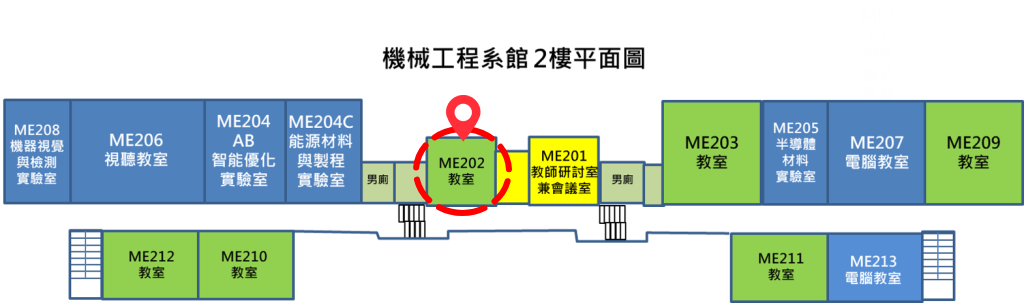 機械工程系館 2樓平面圖
ME208
機器視覺
與檢測
實驗室
ME206
視聽教室
ME204
AB
智能優化
實驗室
ME204C
能源材料
與製程
實驗室
男廁
ME202
教室
ME201
教師研討室
兼會議室
男廁
ME203
教室
ME205
半導體
材料
實驗室
ME207
電腦教室
ME209
教室
ME212
教室
ME210
教室
ME211
教室
ME213
電腦教室